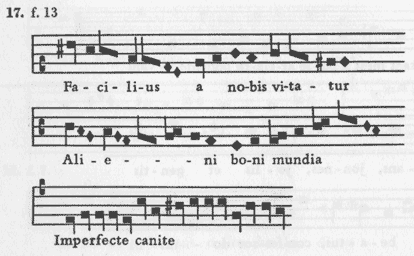 17. f. 13
Fa - ci - li-us a no-bis vi-ta - tur
Ali - e - - - ni bo-ni mundia
Imperfecte canite